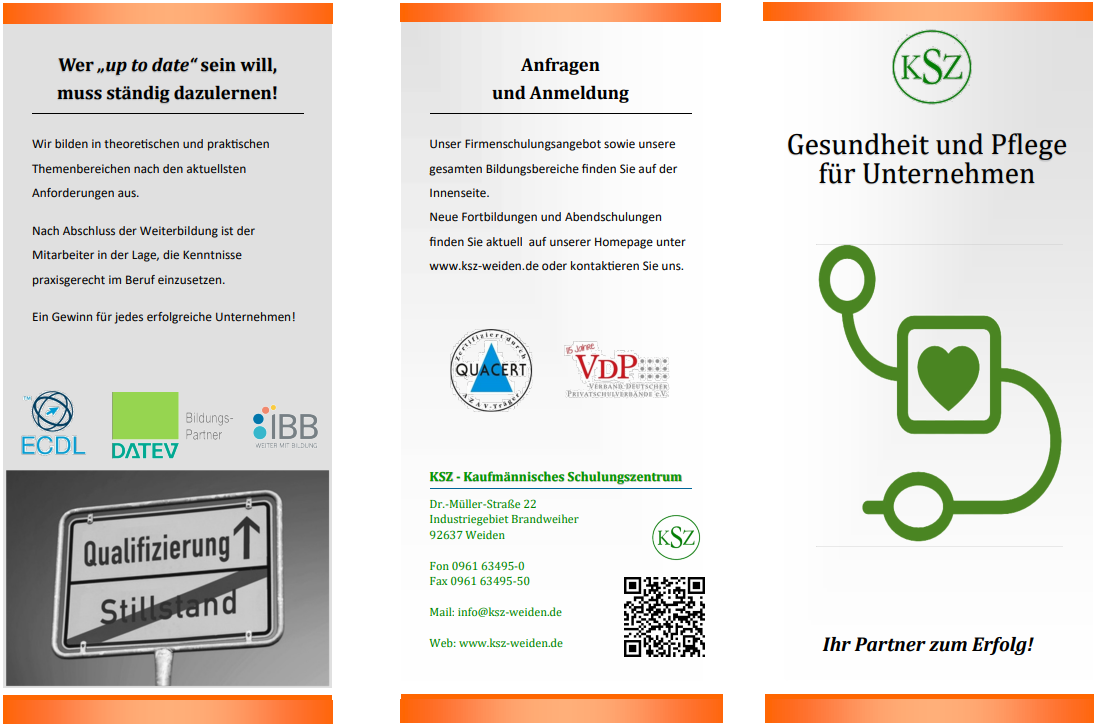 Wer „up to date“ sein will,
muss ständig dazulernen!
Wir bilden in theoretischen und praktischen
Themenbereichen nach den aktuellsten
Anforderungen aus.
Nach Abschluss der Weiterbildung ist der
Mitarbeiter in der Lage, die Kenntnisse
praxisgerecht im Beruf einzusetzen.
Ein Gewinn für jedes erfolgreiche Unternehmen!
TM
ECDL
DATEV
Bildungs-
Partner
iBB
WEITER MIT BILDUNG
Qualifizierung
Stillstand
Anfragen
und Anmeldung
Unser Firmenschulungsangebot sowie unsere
gesamten Bildungsbereiche finden Sie auf der
Innenseite.
Neue Fortbildungen und Abendschulungen
finden Sie aktuell auf unserer Homepage unter
www.ksz-weiden.de oder kontaktieren Sie uns.
Zertifiziert durch
QUACERT
AZAV-Träger
15 Jahre
VDP
VERBAND DEUTSCHER
PRIVATSCHULVERBÄNDE e.V.
KSZ - Kaufmännisches Schulungszentrum
Dr.-Müller-Straße 22
Industriegebiet Brandweiher
92637 Weiden
Fon 0961 63495-0
Fax 0961 63495-50
Mail: info@ksz-weiden.de
Web: www.ksz-weiden.de
KSZ
KSZ
Gesundheit und Pflege
für Unternehmen
Ihr Partner zum Erfolg!